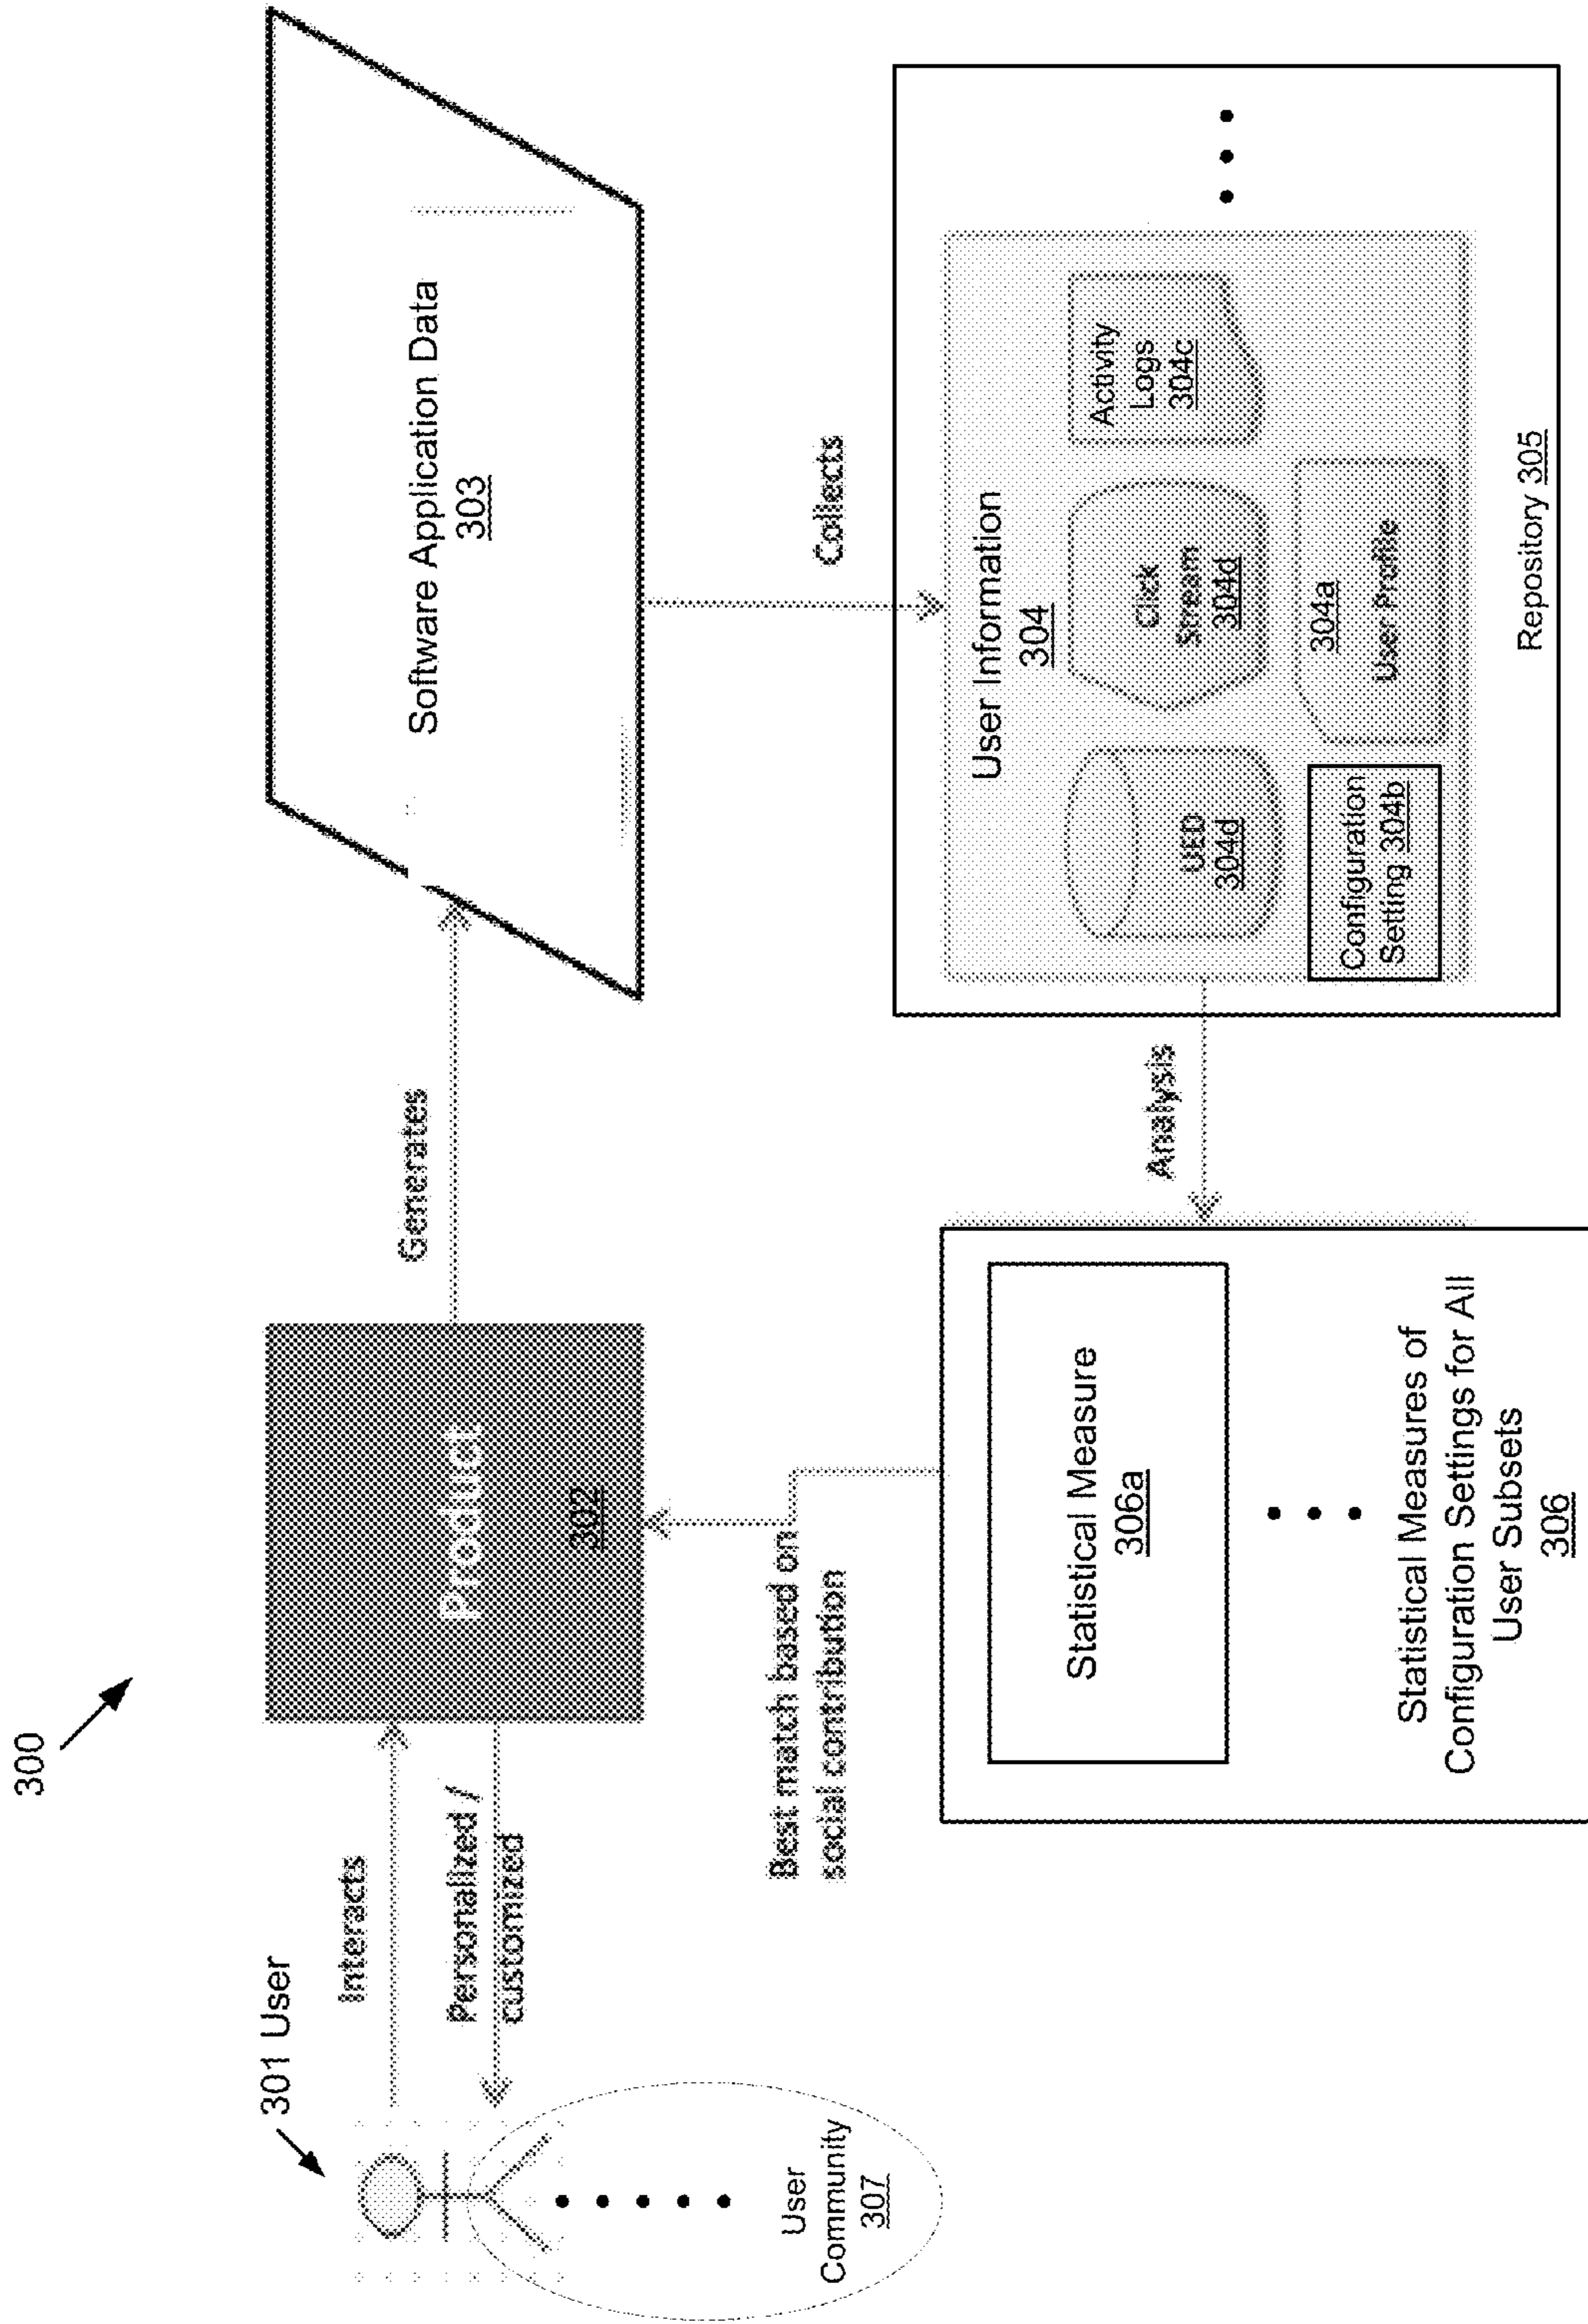 300
301 User
Interacts
Personalized /
customized
User
Community
307
Product
302
Generates
Software Application Data
303
Collects
Best match based on
social contribution
Statistical Measure
306a
Statistical Measures of
Configuration Settings for All
User Subsets
306
Analysis
User Information
304
UED
304d
Click
Stream
304d
Activity
Logs
304c
Configuration
Setting 304b
304a
User Profile
Repository 305